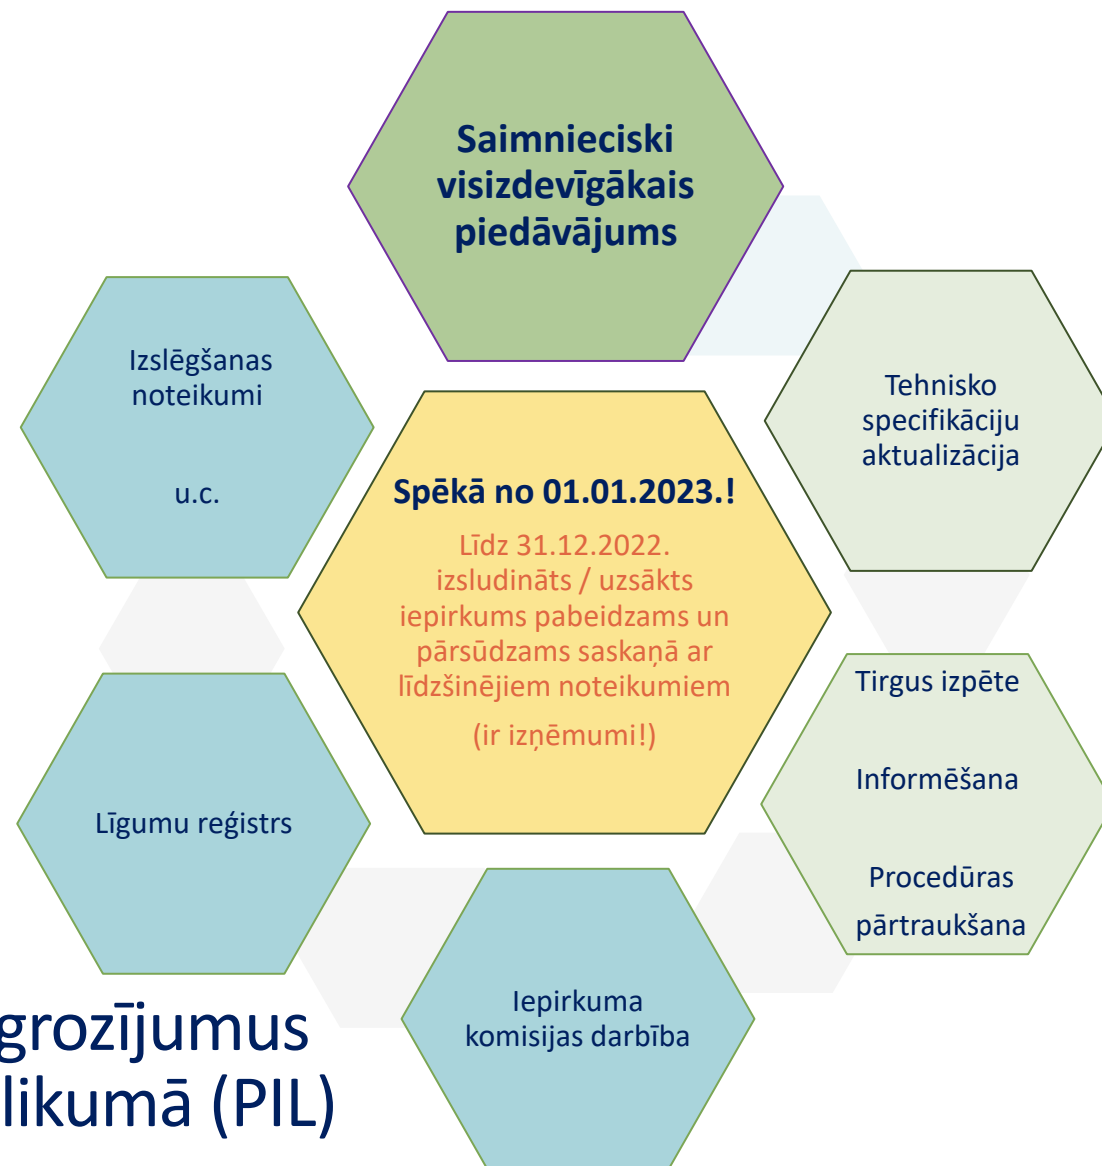 Saimnieciski
visizdevīgākais
piedāvājums
Izslēgšanas
noteikumi
u.c.
Tehnisko
specifikāciju
aktualizācija
Spēkā no 01.01.2023.!
Līdz 31.12.2022.
izsludināts / uzsākts
iepirkums pabeidzams un
pārsūdzams saskaņā ar
līdzšinējiem noteikumiem
(ir izņēmumi!)
Tirgus izpēte
Informēšana
Procedūras
pārtraukšana
Līgumu reģistrs
Iepirkuma
komisijas darbība
grozījumus
likumā (PIL)